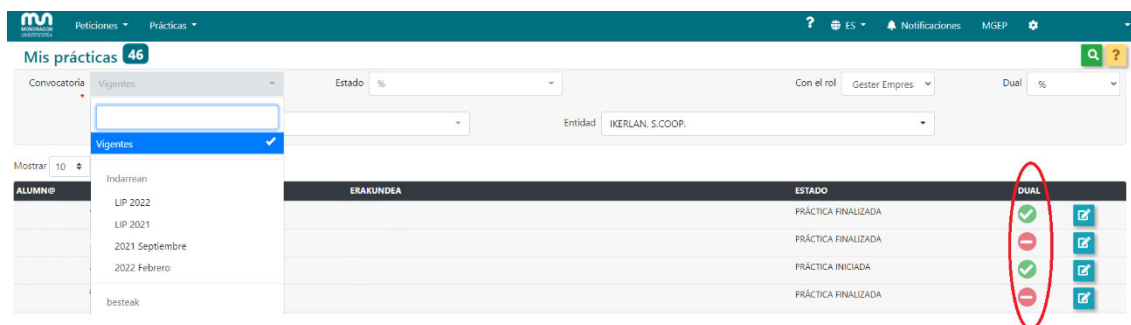 mun
MONDRAGON
UNIBERTSITATEA
Peticiones Prácticas ? ES Notificaciones MGEP
Mis prácticas 46 ?
Convocatoria * Vigentes Estado % Con el rol Gester Empres Dual %
Entidad IKERLAN, S.COOP.
Vigentes
Mostrar 10
Indarrean
ALUMN@ ERAKUNDEA ESTADO DUAL
LIP 2022 PRÁCTICA FINALIZADA
LIP 2021
2021 Septiembre PRÁCTICA FINALIZADA
2022 Febrero PRÁCTICA INICIADA
besteak PRÁCTICA FINALIZADA